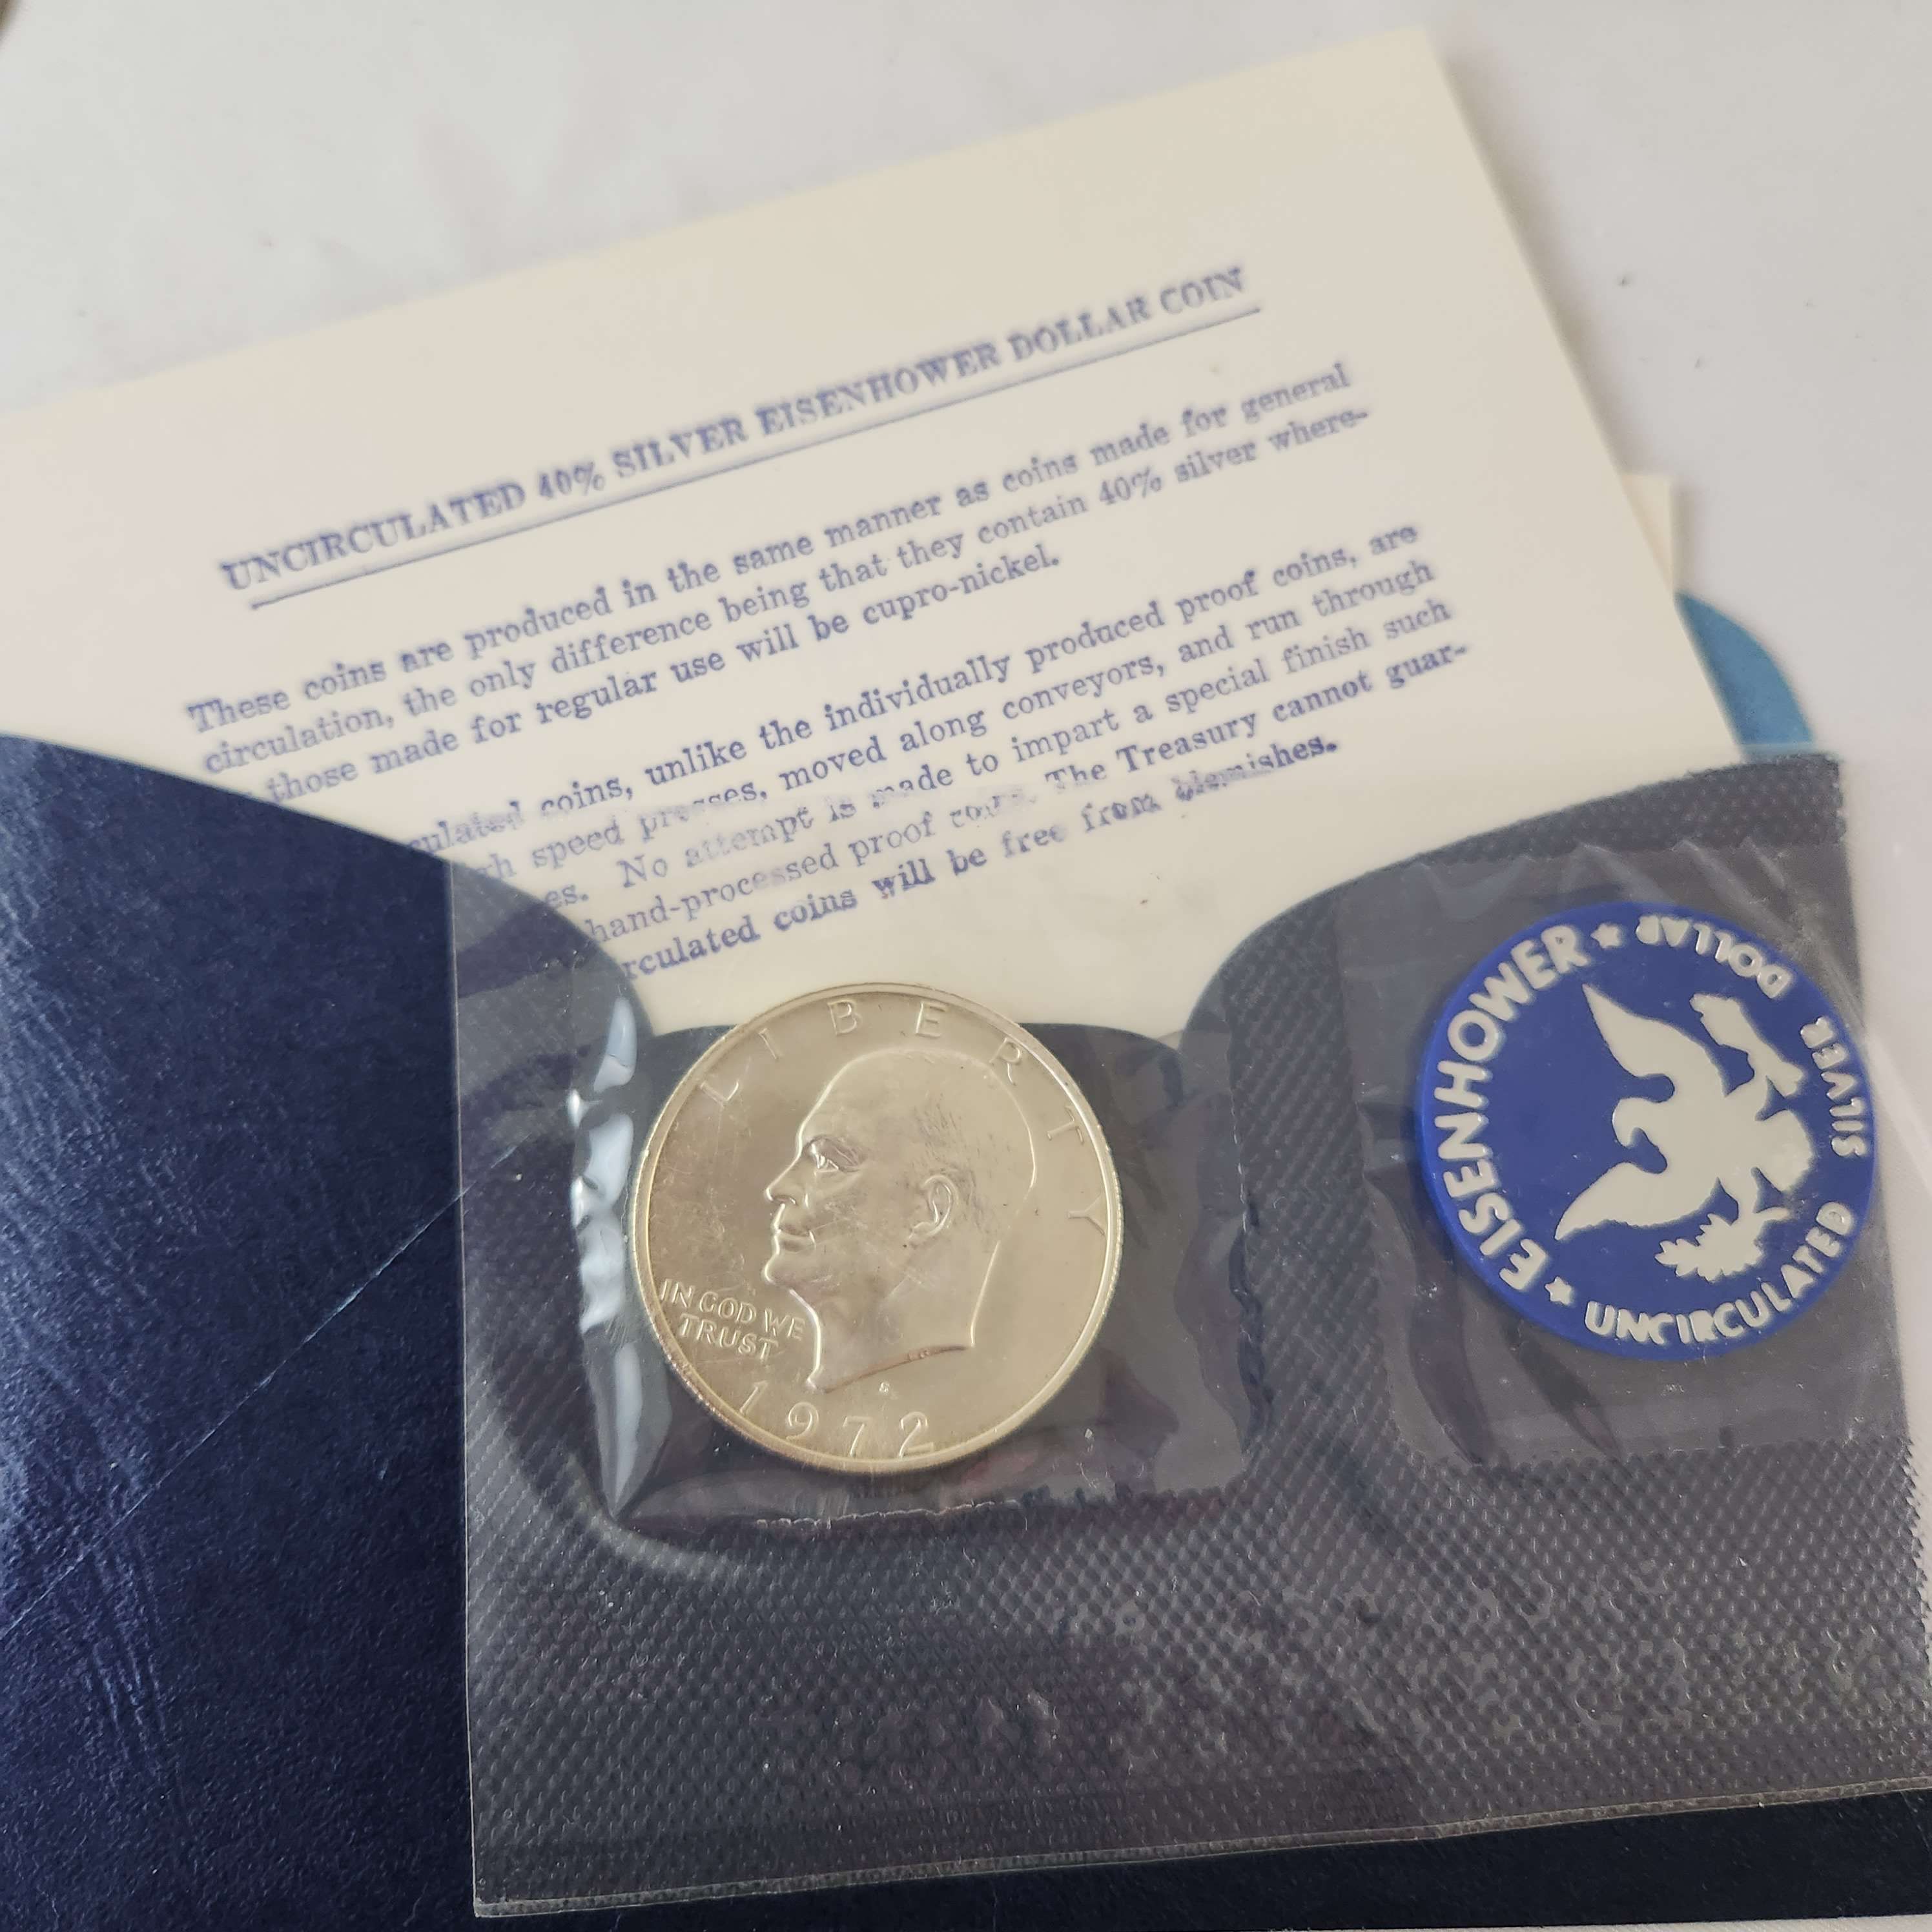 UNCIRCULATED 40% SILVER EISENHOWER DOLLAR COIN
These coins are produced in the same manner as coins made for general
circulation, the only difference being that they contain 40% silver where-
those made for regular use will be cupro-nickel.
culated coins, unlike the individually produced proof coins, are
gh speed presses, moved along conveyors, and run through
es. No attempt is made to impart a special finish such
hand-processed proof coins. The Treasury cannot guar-
rculated coins will be free from blemishes.
LIBERTY
IN GOD WE
TRUST
S
1972
EISENHOWER ★ DOLLAR
SILVER
UNCIRCULATED ★